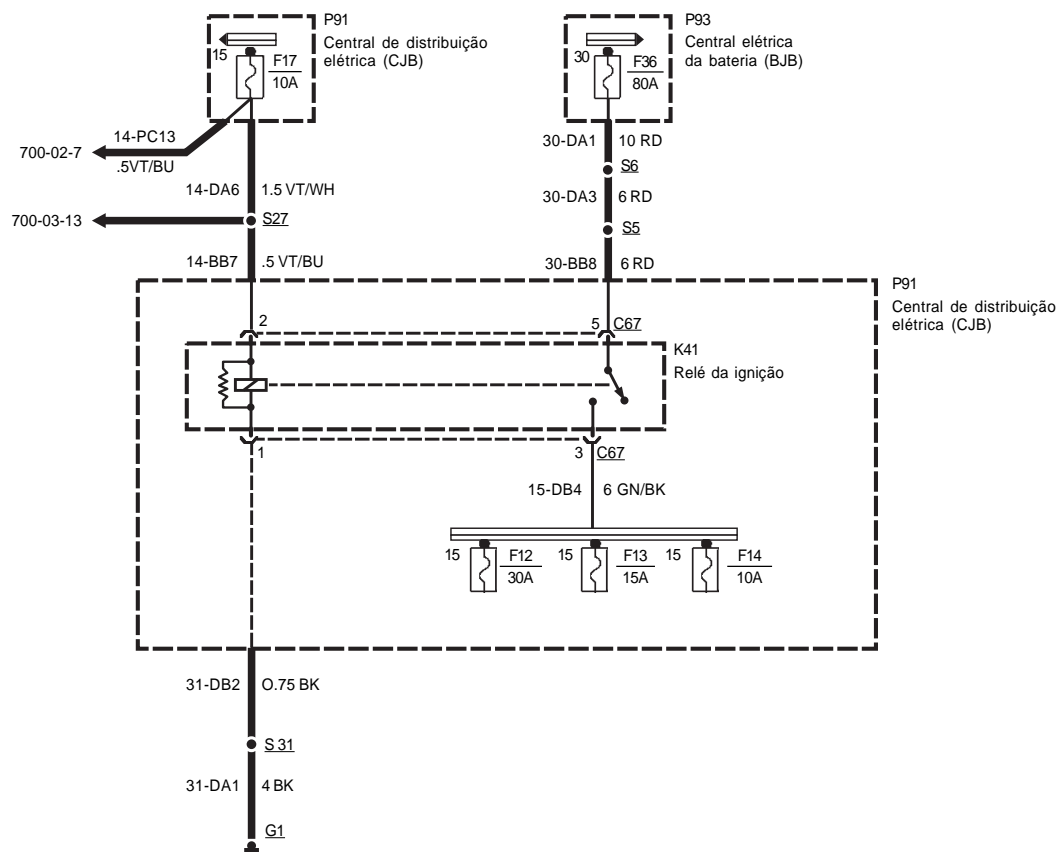 P91
Central de distribuição
elétrica (CJB)
15
F17
10A
P93
Central elétrica
da bateria (BJB)
30
F36
80A
14-PC13
700-02-7
.5VT/BU
30-DA1 10 RD
S6
14-DA6 1.5 VT/WH
30-DA3 6 RD
700-03-13
S27
S5
14-BB7 .5 VT/BU
30-BB8 6 RD
P91
Central de distribuição
elétrica (CJB)
2
5 C67
K41
Relé da ignição
1
3 C67
15-DB4 6 GN/BK
15 F12
30A
15 F13
15A
15 F14
10A
31-DB2 O.75 BK
S 31
31-DA1 4 BK
G1